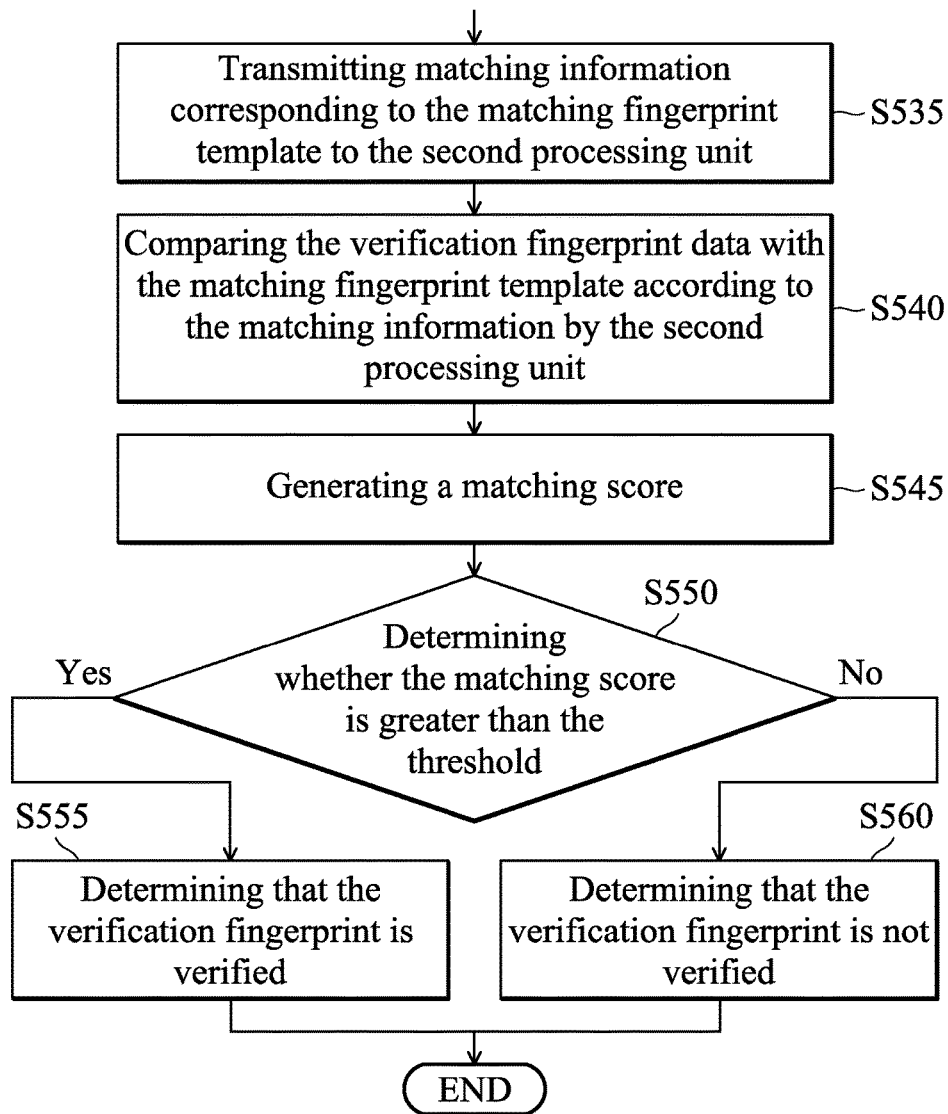 Transmitting matching information
corresponding to the matching fingerprint
template to the second processing unit
S535
Comparing the verification fingerprint data with
the matching fingerprint template according to
the matching information by the second
processing unit
S540
Generating a matching score
S545
S550
Determining
whether the matching score
is greater than the
threshold
Yes
No
S555
Determining that the
verification fingerprint is
verified
S560
Determining that the
verification fingerprint is not
verified
END